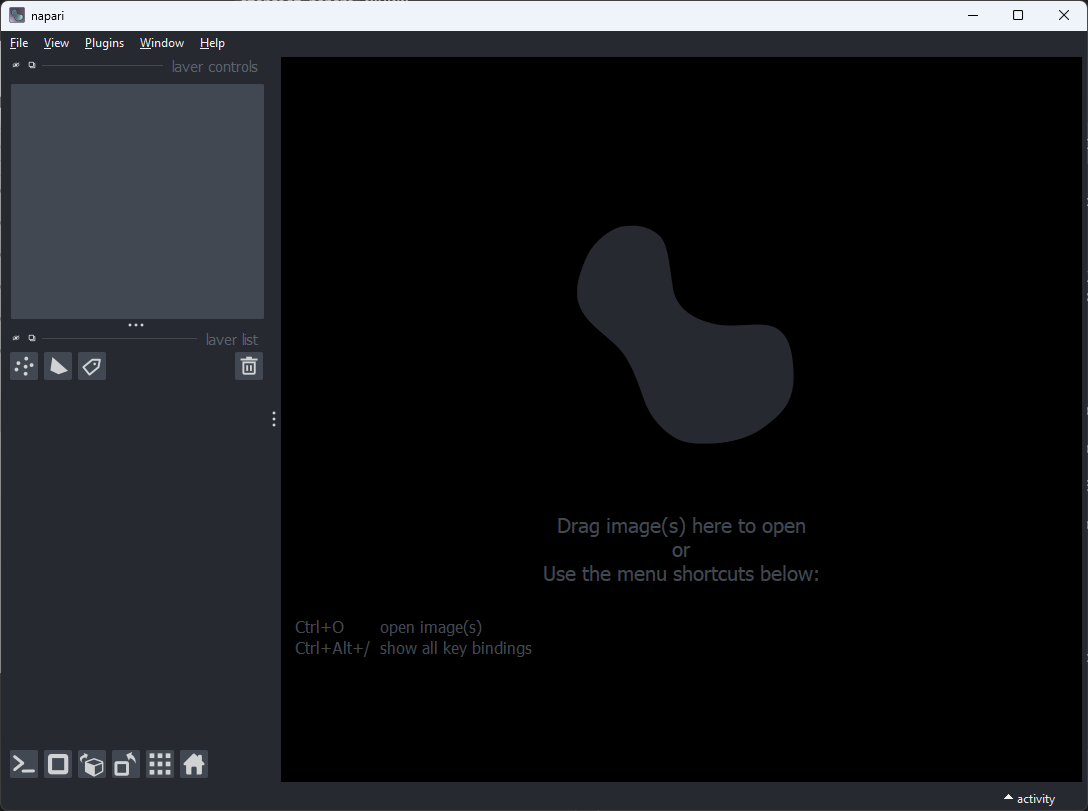 napari
File View Plugins Window Help
layer controls
layer list
Drag image(s) here to open
or
Use the menu shortcuts below:
Ctrl+O open image(s)
Ctrl+Alt+/ show all key bindings
activity